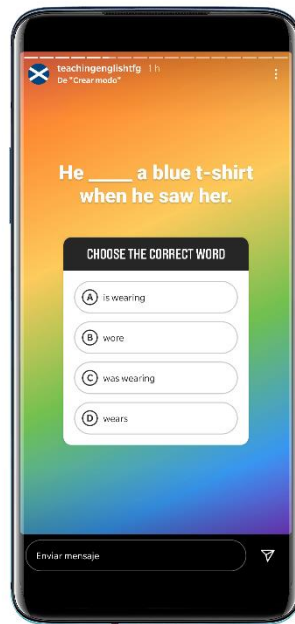 teachingenglishtfg 1 h
De "Crear modo"
He ____ a blue t-shirt
when he saw her.
CHOOSE THE CORRECT WORD
A is wearing
B wore
C was wearing
D wears
Enviar mensaje